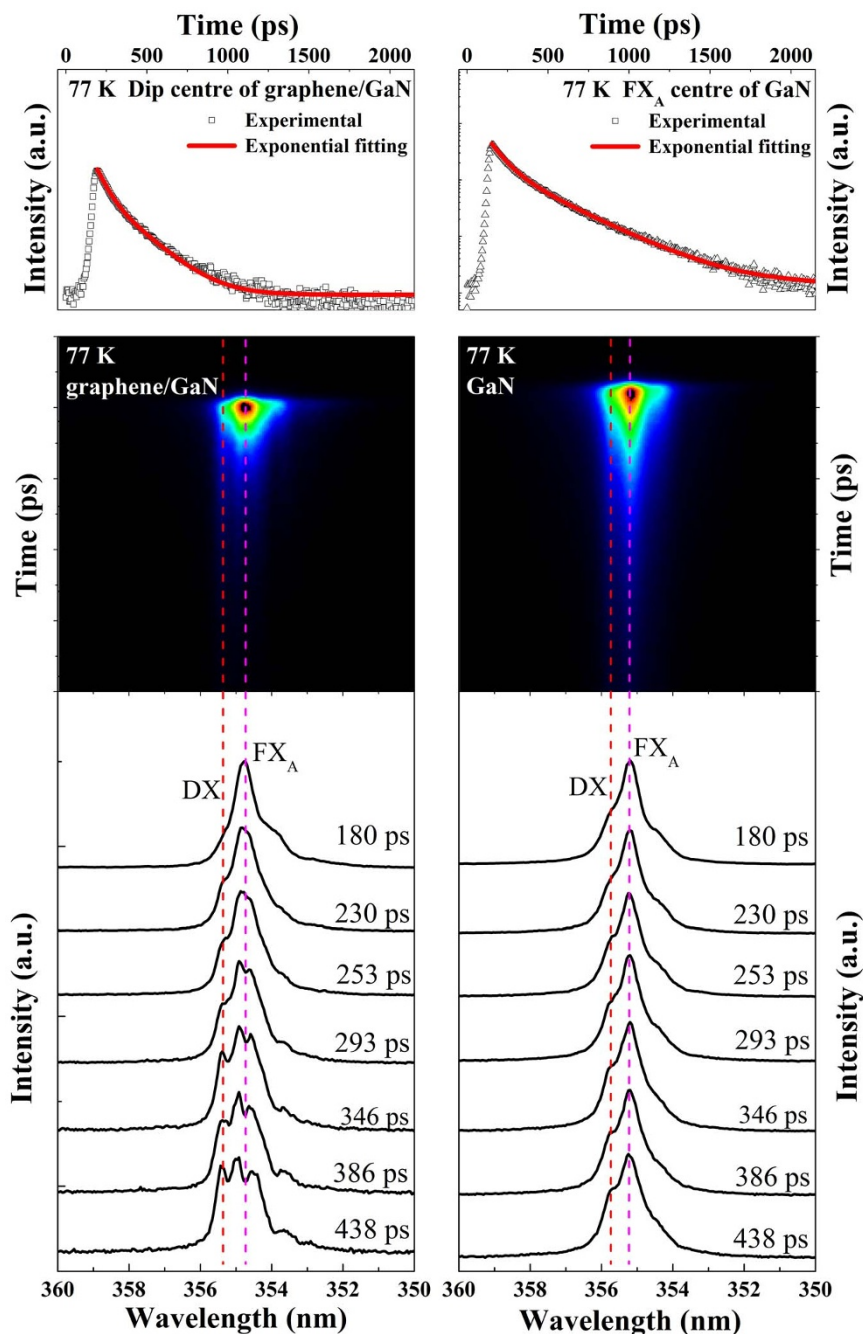 Time (ps)
0 500 1000 1500 2000
77 K Dip centre of graphene/GaN
Experimental
Exponential fitting
Intensity (a.u.)
Time (ps)
0 500 1000 1500 2000
77 K FX_A centre of GaN
Experimental
Exponential fitting
Intensity (a.u.)
77 K
graphene/GaN
Time (ps)
77 K
GaN
Time (ps)
DX
FX_A
180 ps
230 ps
253 ps
293 ps
346 ps
386 ps
438 ps
Intensity (a.u.)
360 358 356 354 352 350
Wavelength (nm)
DX
FX_A
180 ps
230 ps
253 ps
293 ps
346 ps
386 ps
438 ps
Intensity (a.u.)
360 358 356 354 352 350
Wavelength (nm)